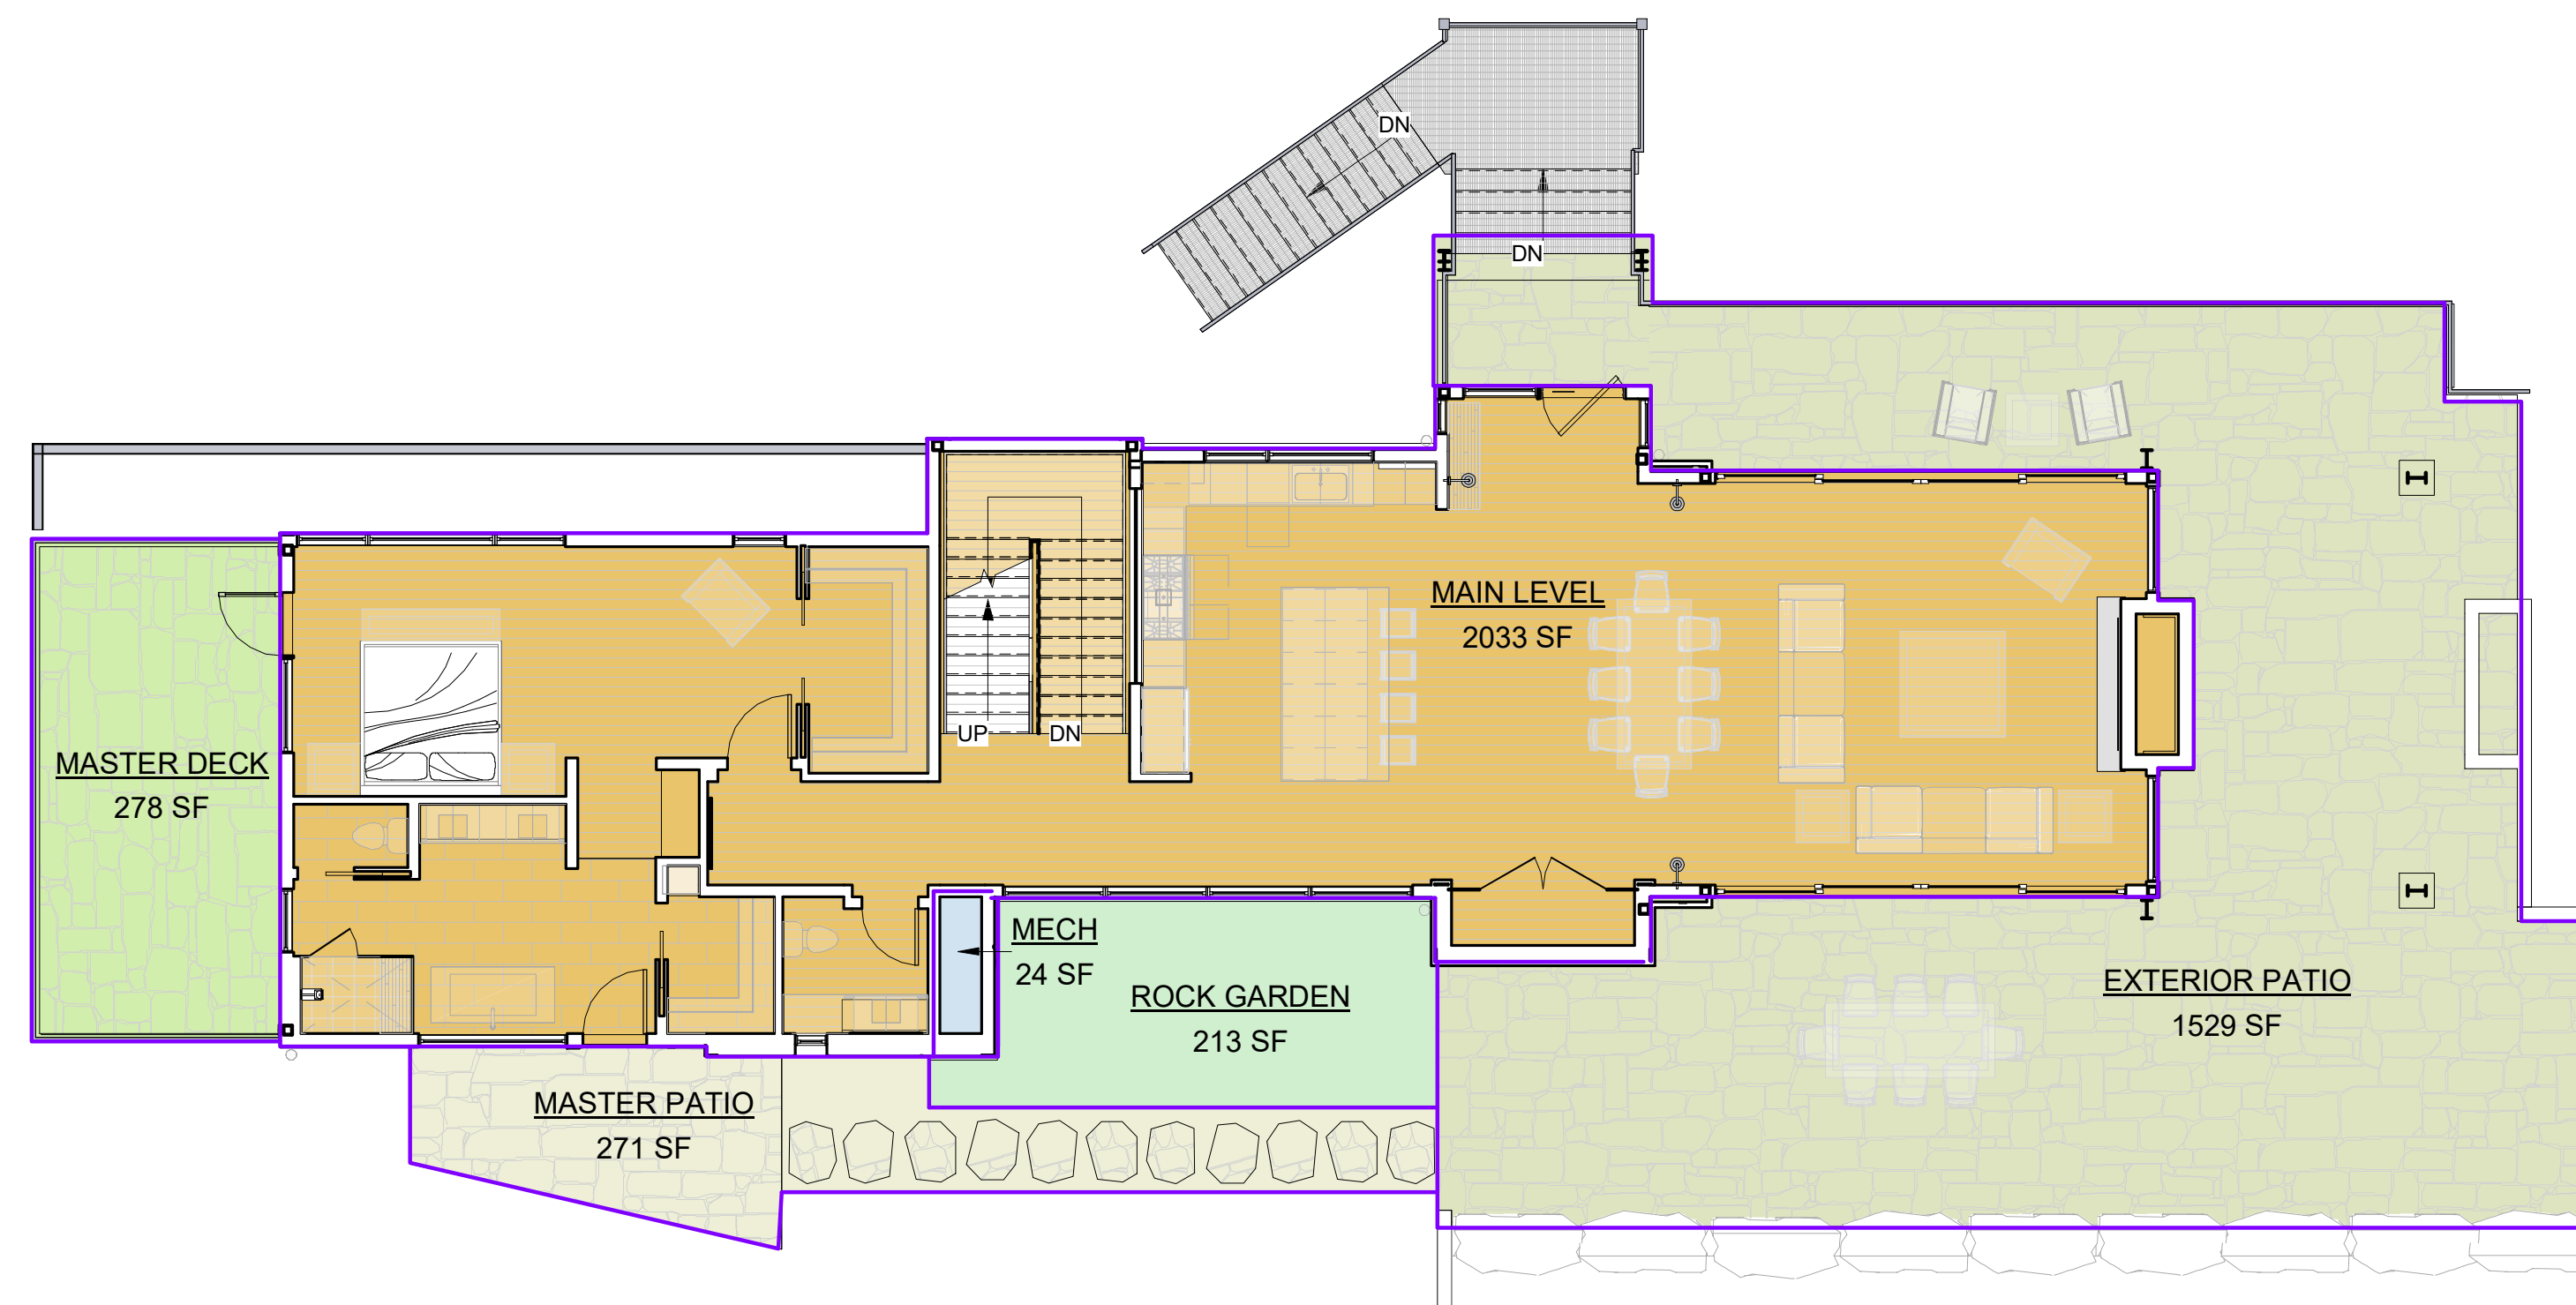 DN
DN
MAIN LEVEL
2033 SF
UP
DN
MASTER DECK
278 SF
MECH
24 SF
ROCK GARDEN
213 SF
EXTERIOR PATIO
1529 SF
MASTER PATIO
271 SF